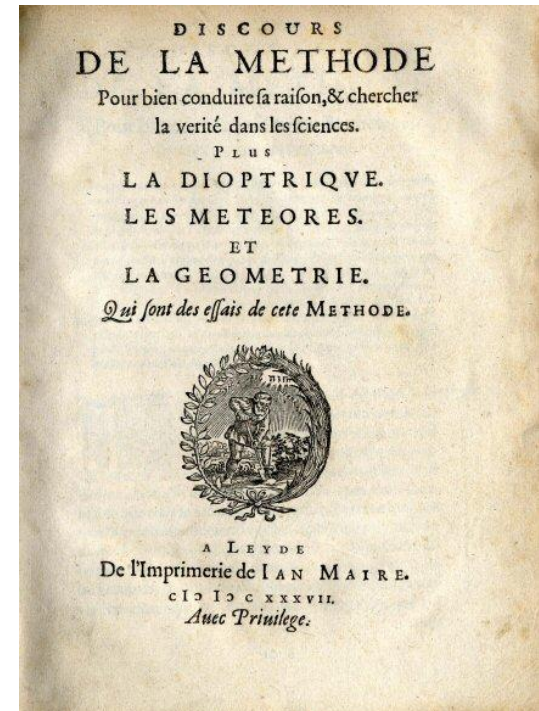 DISCOURS
DE LA METHODE
Pour bien conduire ſa raiſon,& chercher
la verité dans les ſciences.
PLUS
LA DIOPTRIQVE.
LES METEORES.
ET
LA GEOMETRIE.
Qui ſont des eſſais de cete METHODE.
יהוה
A LEYDE
De l'Imprimerie de IAN MAIRE.
cIɔ Iɔ c xxxvii.
Auec Priuilege.